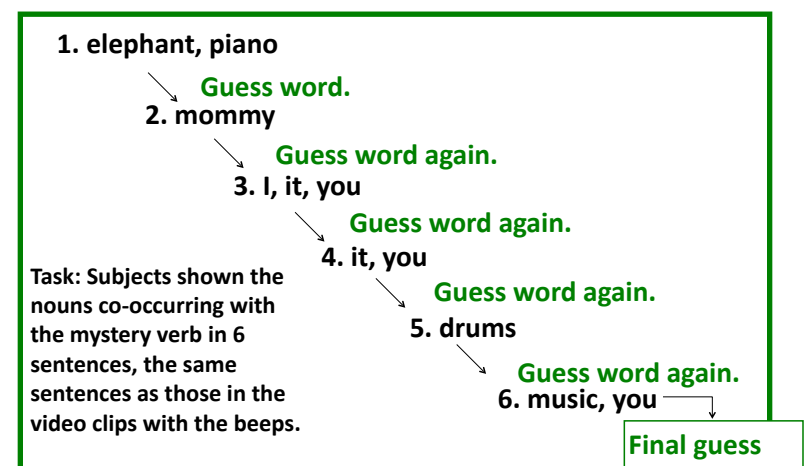 1. elephant, piano
Guess word.
2. mommy
Guess word again.
3. I, it, you
Guess word again.
4. it, you
Guess word again.
5. drums
Guess word again.
6. music, you
Final guess
Task: Subjects shown the
nouns co-occurring with
the mystery verb in 6
sentences, the same
sentences as those in the
video clips with the beeps.